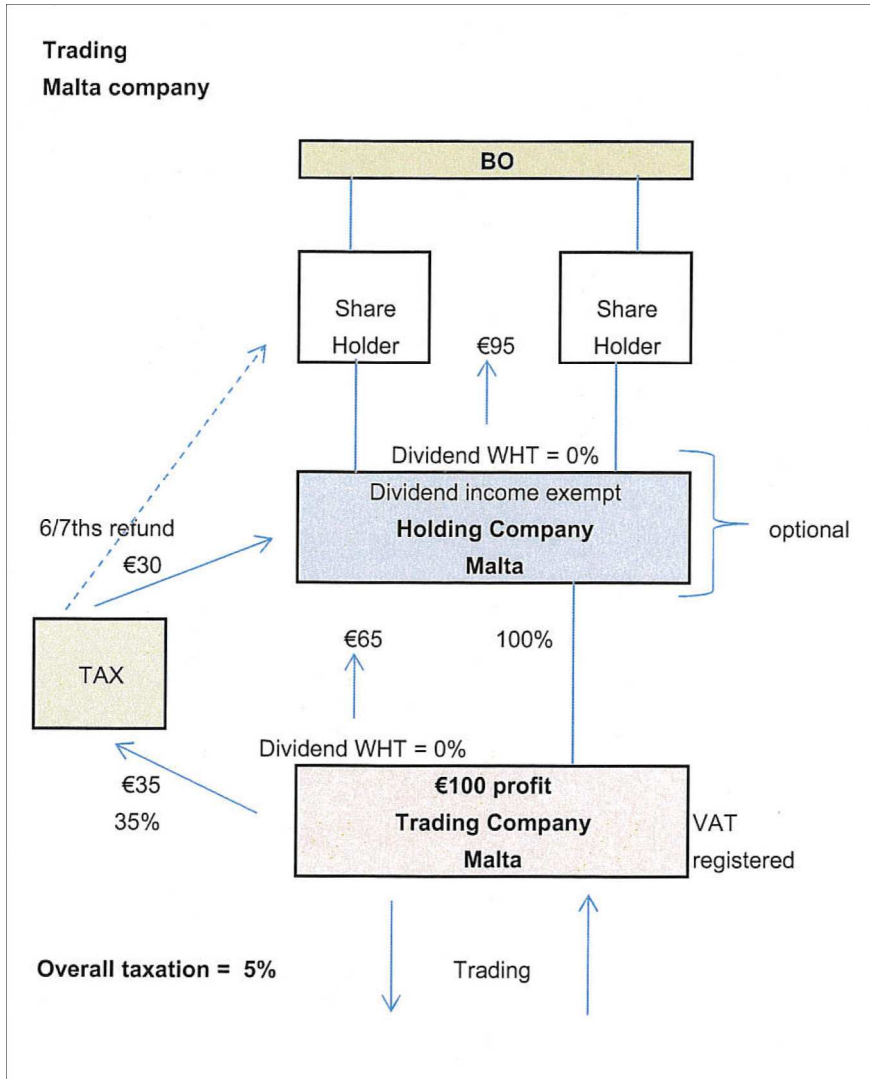 Trading
Malta company
BO
Share
Holder
€95
Share
Holder
Dividend WHT = 0%
Dividend income exempt
Holding Company
Malta
optional
6/7ths refund
€30
TAX
€65
100%
Dividend WHT = 0%
€35
35%
€100 profit
Trading Company
Malta
VAT
registered
Overall taxation = 5%
Trading